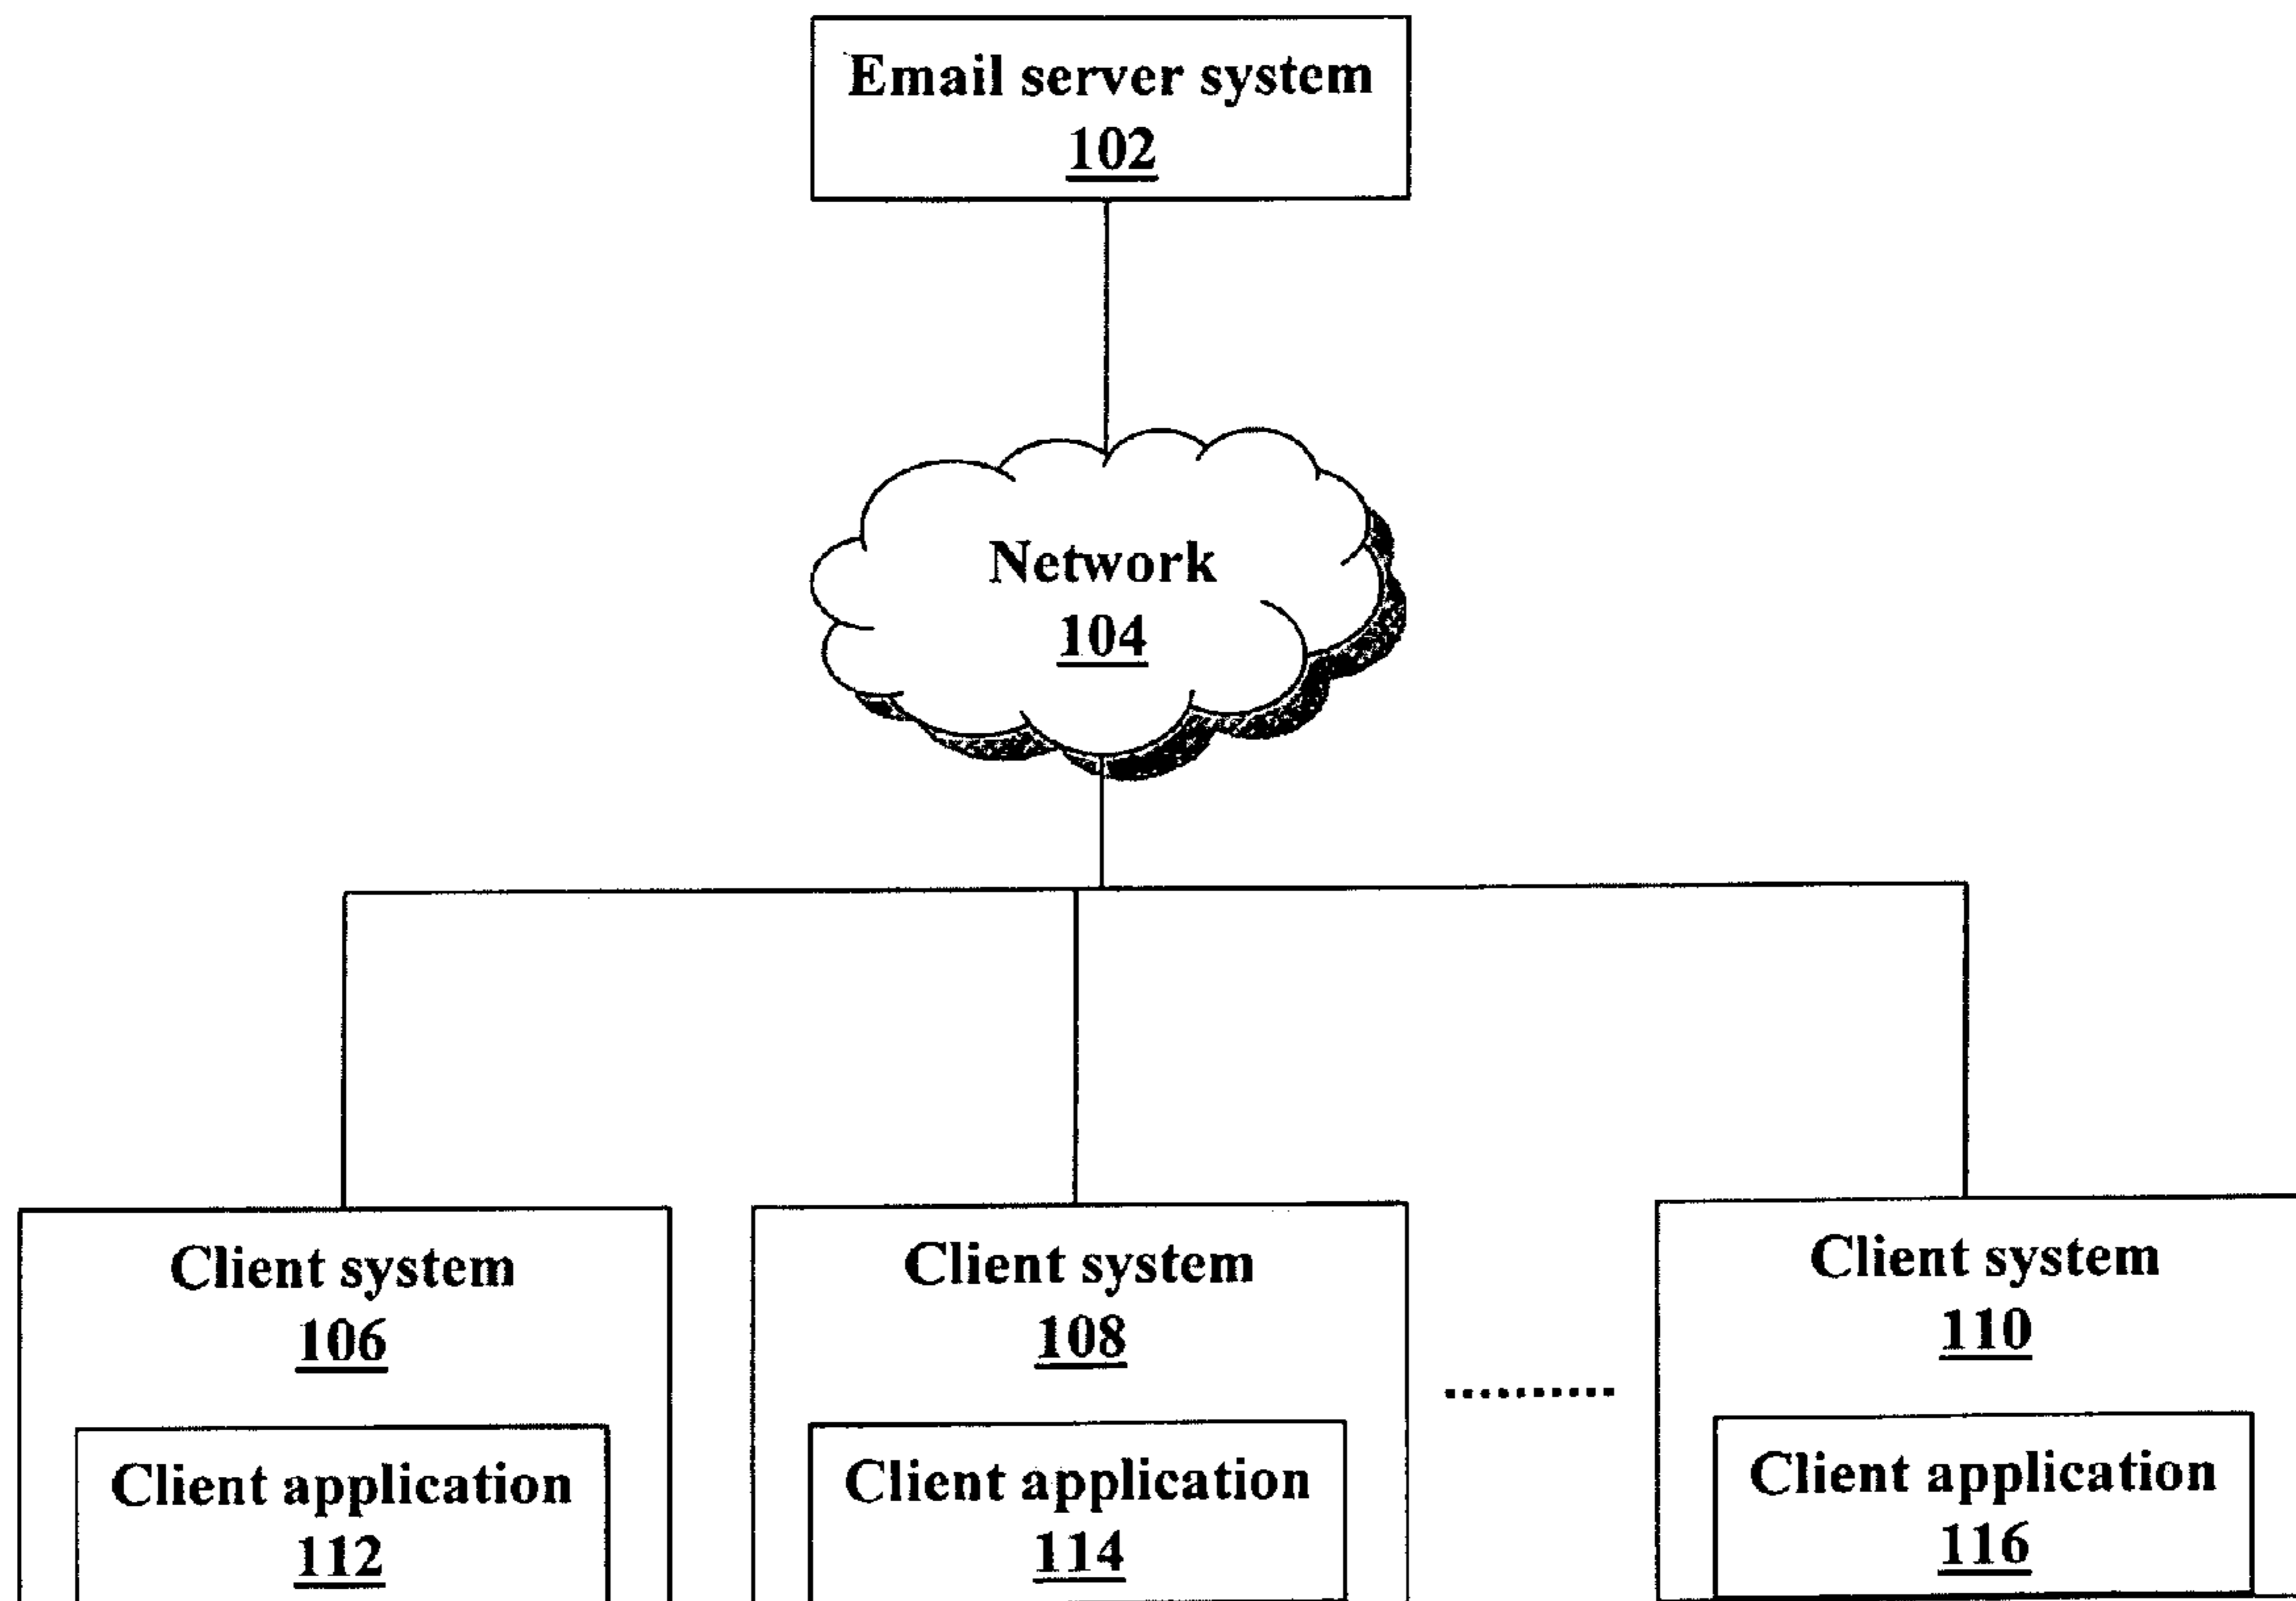 Email server system
102
Network
104
Client system
106
Client system
108
Client system
110
Client application
112
Client application
114
Client application
116